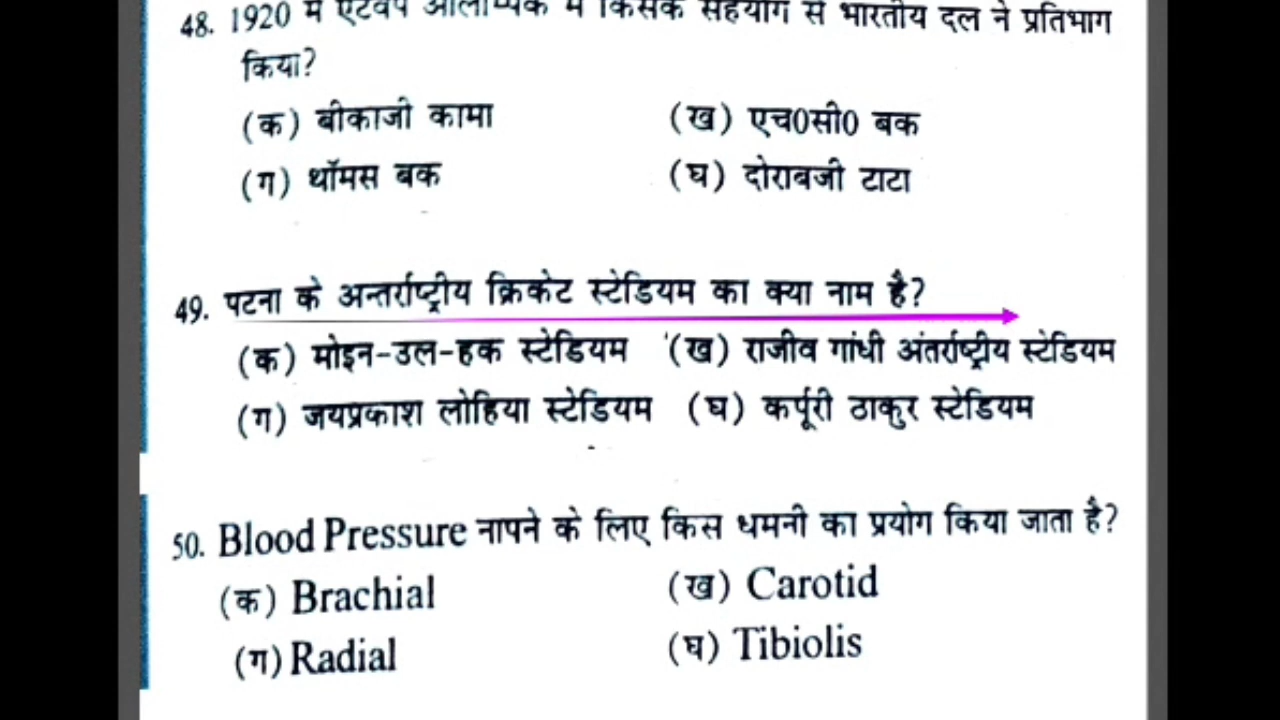 48. 1920 में एंटवर्प ओलम्पिक में किसके सहयोग से भारतीय दल ने प्रतिभाग
किया?
(क) बीकाजी कामा (ख) एच0सी0 बक
(ग) थॉमस बक (घ) दोराबजी टाटा
49. पटना के अन्तर्राष्ट्रीय क्रिकेट स्टेडियम का क्या नाम है?
(क) मोइन-उल-हक स्टेडियम (ख) राजीव गांधी अंतर्राष्ट्रीय स्टेडियम
(ग) जयप्रकाश लोहिया स्टेडियम (घ) कर्पूरी ठाकुर स्टेडियम
50. Blood Pressure नापने के लिए किस धमनी का प्रयोग किया जाता है?
(क) Brachial (ख) Carotid
(ग) Radial (घ) Tibiolis